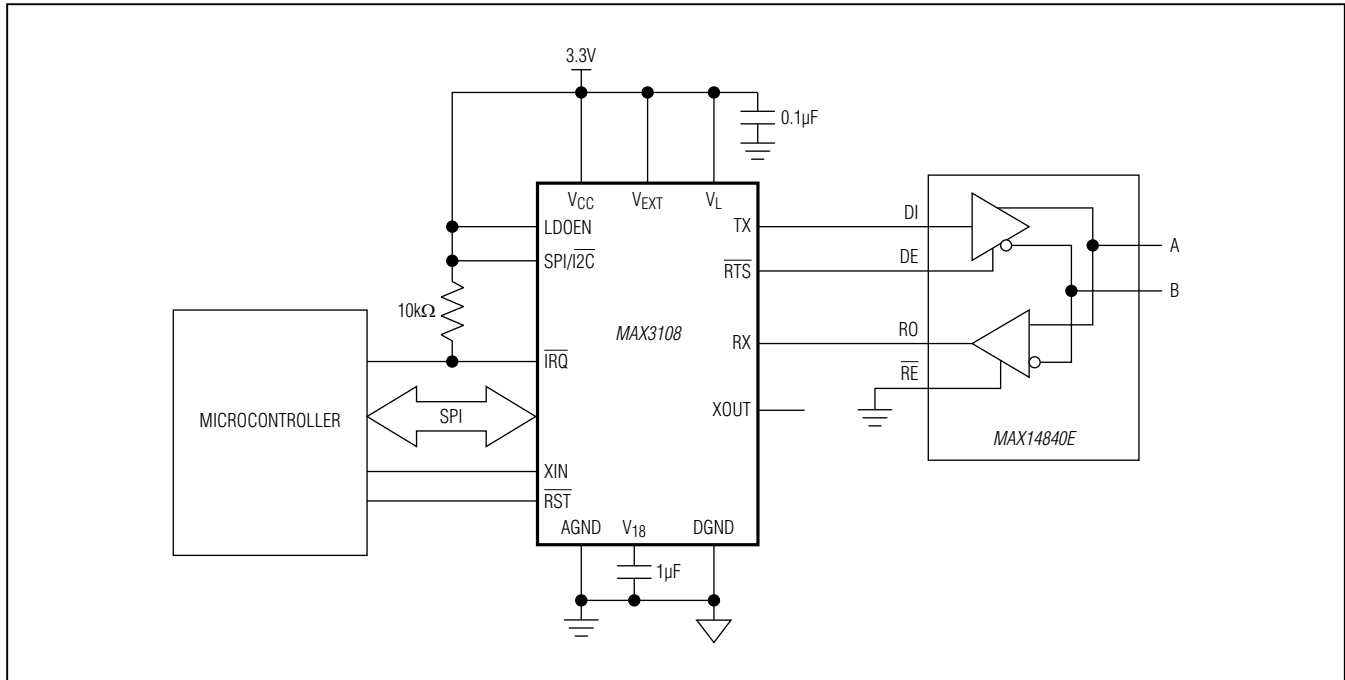 3.3V
0.1µF
VCC VEXT VL
LDOEN
SPI/I2C
10kΩ
MICROCONTROLLER
MAX3108
IRQ
SPI
XIN
RST
AGND V18 DGND
1µF
TX
RTS
RX
XOUT
DI
DE
RO
RE
A
B
MAX14840E